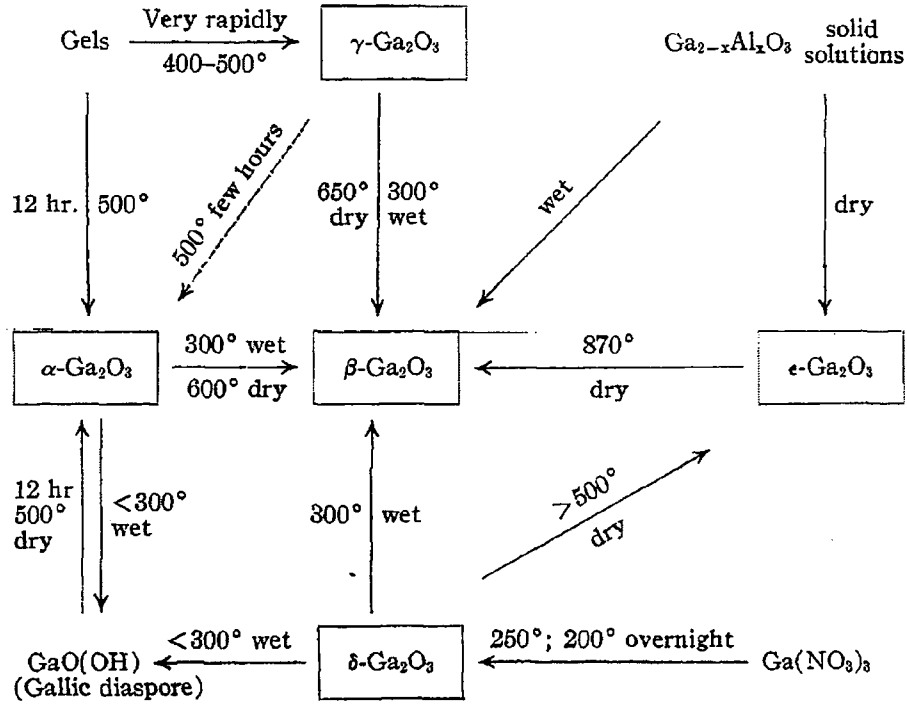 Gels
Very rapidly
400–500°
γ-Ga₂O₃
Ga₂₋ₓAlₓO₃
solid
solutions
12 hr.
500°
500° few hours
650°
dry
300°
wet
wet
dry
α-Ga₂O₃
300° wet
600° dry
β-Ga₂O₃
870°
dry
ε-Ga₂O₃
12 hr
500°
dry
<300°
wet
300°
wet
>500°
dry
GaO(OH)
(Gallic diaspore)
<300° wet
δ-Ga₂O₃
250°; 200° overnight
Ga(NO₃)₃